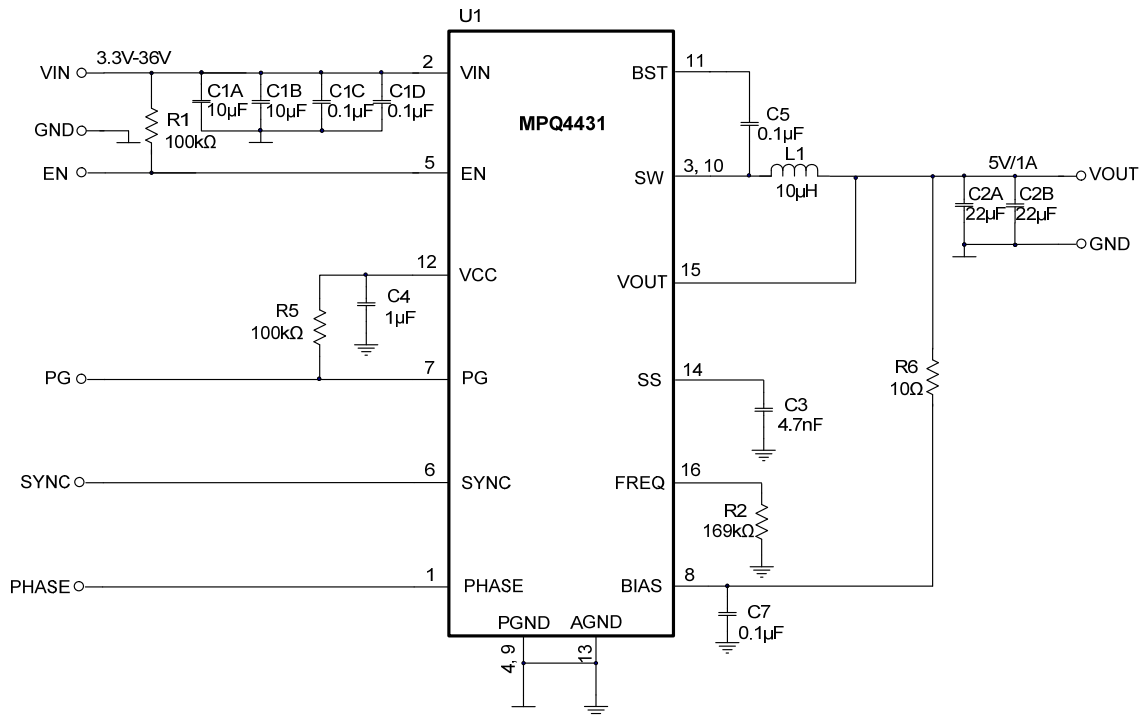 U1
3.3V-36V
VIN
2
VIN
BST
11
C1A
10µF
C1B
10µF
C1C
0.1µF
C1D
0.1µF
MPQ4431
C5
0.1µF
GND
R1
100kΩ
EN
5
EN
SW
3, 10
L1
10µH
5V/1A
VOUT
C2A
22µF
C2B
22µF
GND
12
VCC
VOUT
15
R5
100kΩ
C4
1µF
PG
7
PG
SS
14
R6
10Ω
C3
4.7nF
SYNC
6
SYNC
FREQ
16
R2
169kΩ
PHASE
1
PHASE
BIAS
8
C7
0.1µF
PGND
AGND
4, 9
13